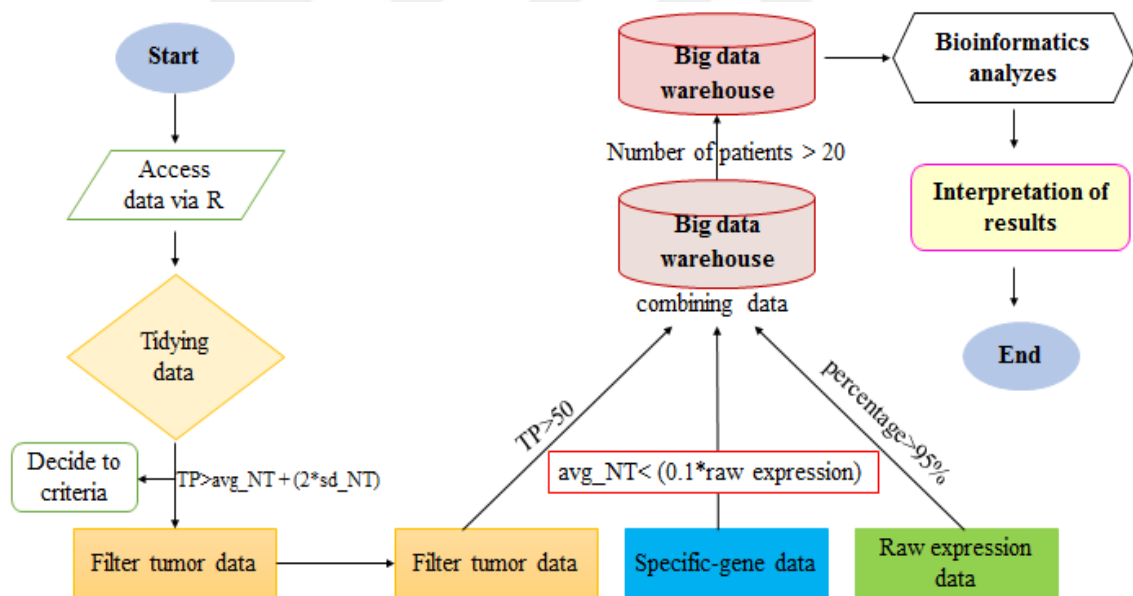 Start
Access
data via R
Tidying
data
Decide to
criteria
TP>avg_NT+(2*sd_NT)
Filter tumor data
Filter tumor data
Specific-gene data
Raw expression
data
TP>50
avg_NT< (0.1*raw expression)
percentage>95%
combining data
Big data
warehouse
Number of patients > 20
Big data
warehouse
Bioinformatics
analyzes
Interpretation of
results
End